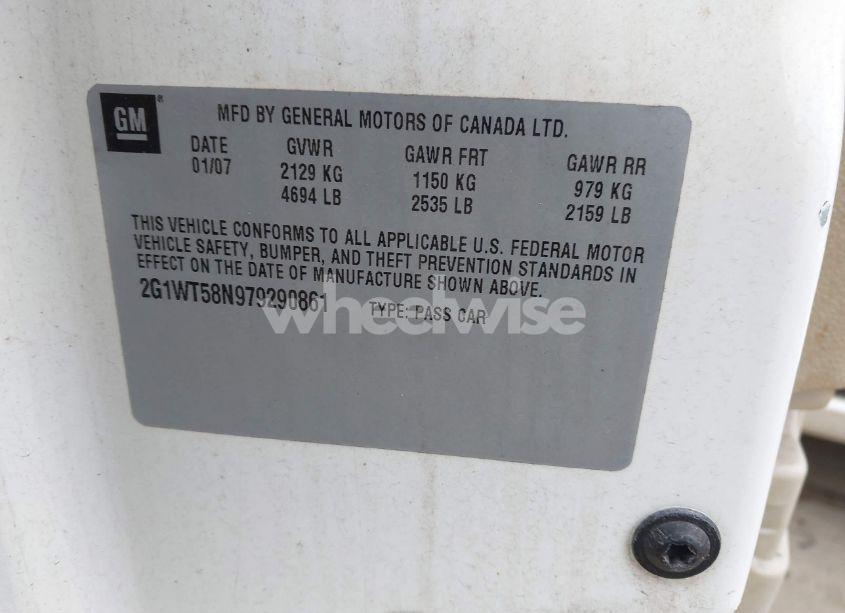 GM ®
MFD BY GENERAL MOTORS OF CANADA LTD.
DATE GVWR GAWR FRT GAWR RR
01/07 2129 KG 1150 KG 979 KG
4694 LB 2535 LB 2159 LB
THIS VEHICLE CONFORMS TO ALL APPLICABLE U.S. FEDERAL MOTOR
VEHICLE SAFETY, BUMPER, AND THEFT PREVENTION STANDARDS IN
EFFECT ON THE DATE OF MANUFACTURE SHOWN ABOVE.
2G1WT58N979290861 TYPE: PASS CAR
wheelwise